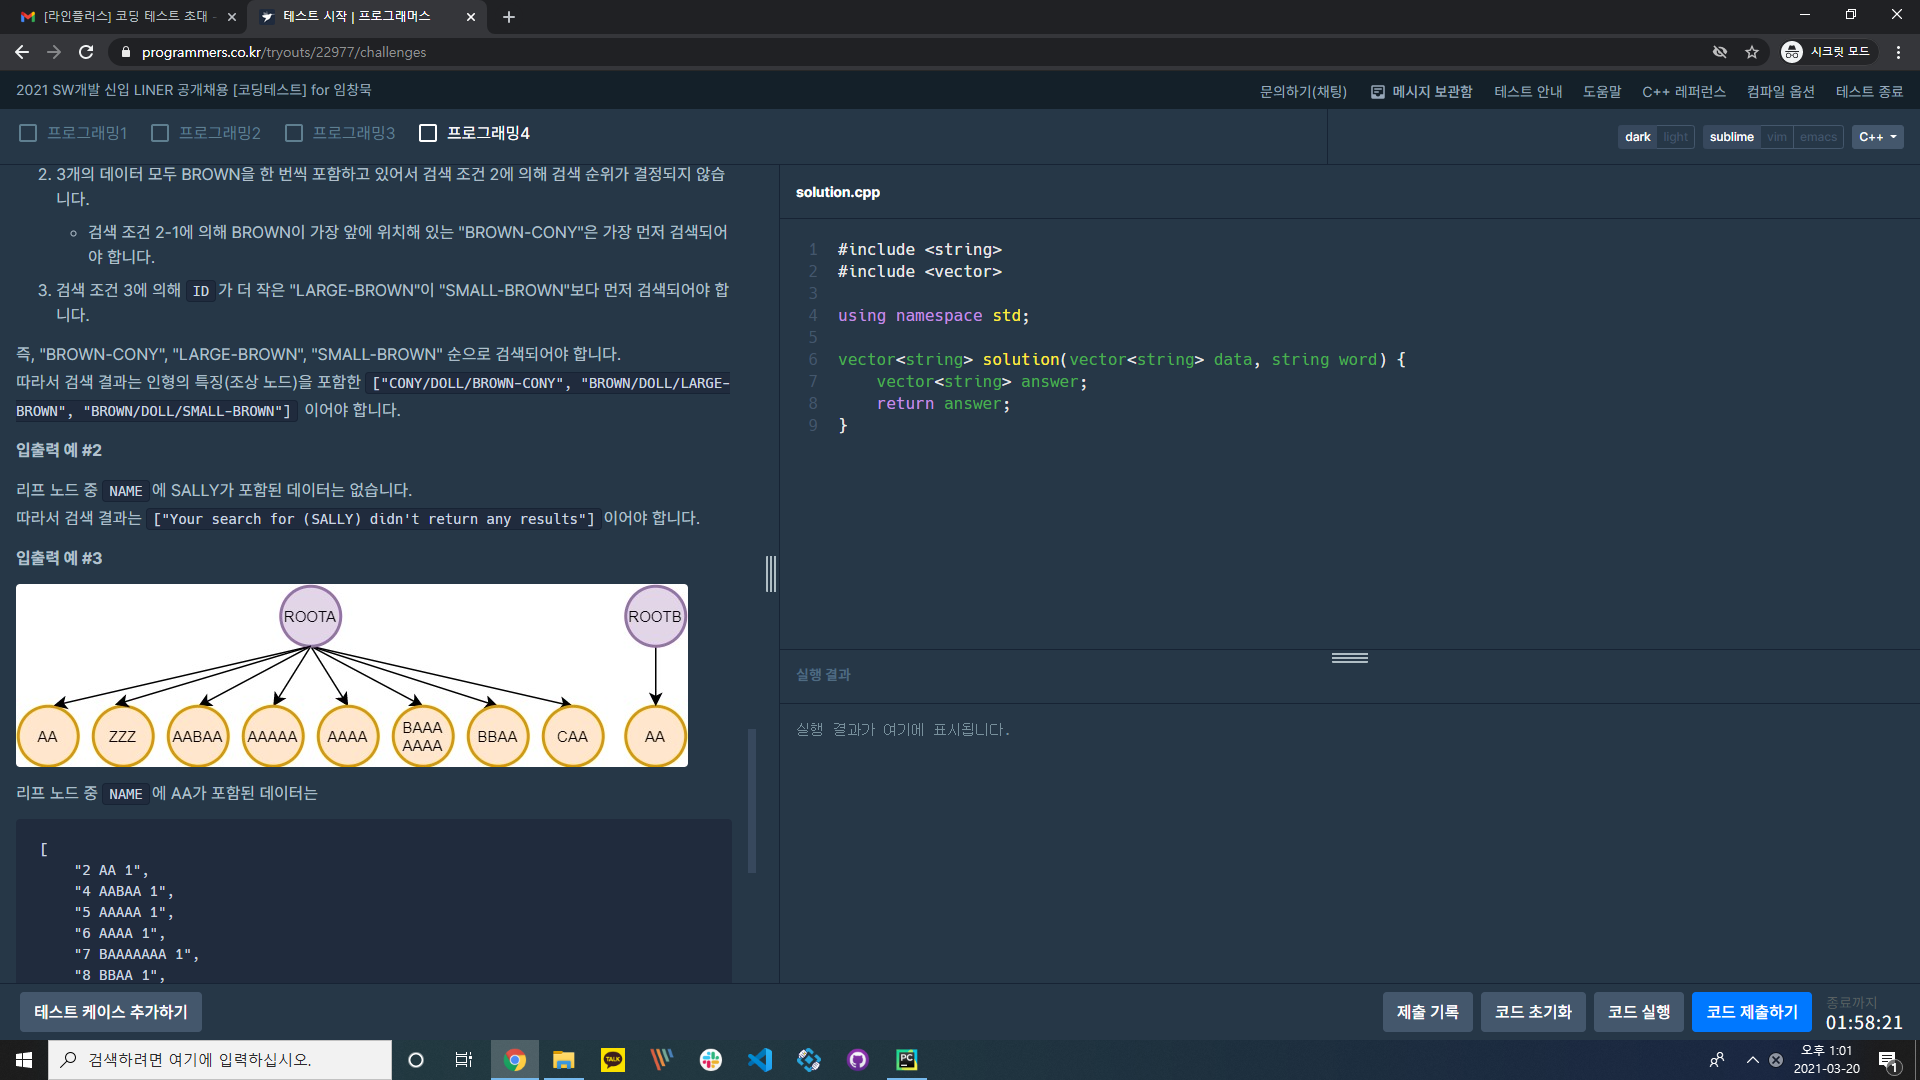 [라인플러스] 코딩 테스트 초대 -
테스트 시작 | 프로그래머스
programmers.co.kr/tryouts/22977/challenges
시크릿 모드
2021 SW개발 신입 LINER 공개채용 [코딩테스트] for 임창묵
문의하기(채팅) 메시지 보관함 테스트 안내 도움말 C++ 레퍼런스 컴파일 옵션 테스트 종료
프로그래밍1 프로그래밍2 프로그래밍3 프로그래밍4
dark light sublime vim emacs C++
2. 3개의 데이터 모두 BROWN을 한 번씩 포함하고 있어서 검색 조건 2에 의해 검색 순위가 결정되지 않습
니다.
검색 조건 2-1에 의해 BROWN이 가장 앞에 위치해 있는 "BROWN-CONY"은 가장 먼저 검색되어
야 합니다.
3. 검색 조건 3에 의해 ID 가 더 작은 "LARGE-BROWN"이 "SMALL-BROWN"보다 먼저 검색되어야 합
니다.
즉, "BROWN-CONY", "LARGE-BROWN", "SMALL-BROWN" 순으로 검색되어야 합니다.
따라서 검색 결과는 인형의 특징(조상 노드)을 포함한 ["CONY/DOLL/BROWN-CONY", "BROWN/DOLL/LARGE-
BROWN", "BROWN/DOLL/SMALL-BROWN"] 이어야 합니다.
입출력 예 #2
리프 노드 중 NAME 에 SALLY가 포함된 데이터는 없습니다.
따라서 검색 결과는 ["Your search for (SALLY) didn't return any results"] 이어야 합니다.
입출력 예 #3
ROOTA ROOTB
AA ZZZ AABAA AAAAA AAAA BAAA AAAA BBAA CAA AA
리프 노드 중 NAME 에 AA가 포함된 데이터는
[
"2 AA 1",
"4 AABAA 1",
"5 AAAAA 1",
"6 AAAA 1",
"7 BAAAAAAA 1",
"8 BBAA 1",
solution.cpp
1 #include <string>
2 #include <vector>
3
4 using namespace std;
5
6 vector<string> solution(vector<string> data, string word) {
7 vector<string> answer;
8 return answer;
9 }
실행 결과
실행 결과가 여기에 표시됩니다.
테스트 케이스 추가하기
제출 기록 코드 초기화 코드 실행 코드 제출하기
종료까지
01:58:21
검색하려면 여기에 입력하십시오.
TALK
PC
오후 1:01
2021-03-20
1